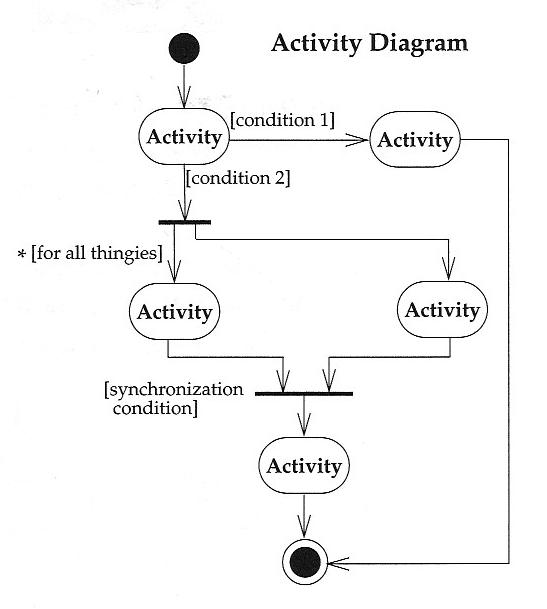 Activity Diagram
[condition 1]
Activity
Activity
[condition 2]
* [for all thingies]
Activity
Activity
[synchronization
condition]
Activity